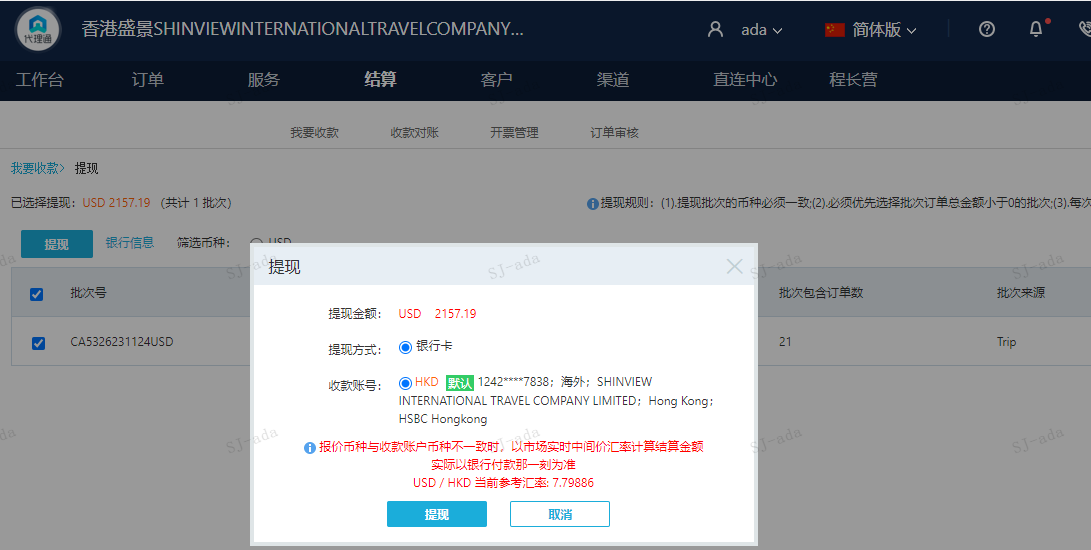 代理通
香港盛景SHINVIEWINTERNATIONALTRAVELCOMPANY...
ada
简体版
工作台 订单 服务 结算 客户 渠道 直连中心 程长营
我要收款 收款对账 开票管理 订单审核
我要收款> 提现
已选择提现: USD 2157.19 (共计 1 批次)
提现规则: (1).提现批次的币种必须一致;(2).必须优先选择批次订单总金额小于0的批次;(3).每次
提现 银行信息 筛选币种: USD
批次号 批次包含订单数 批次来源
CA5326231124USD 21 Trip
提现
提现金额: USD 2157.19
提现方式: 银行卡
收款账号: HKD 默认 1242****7838; 海外; SHINVIEW
INTERNATIONAL TRAVEL COMPANY LIMITED; Hong Kong;
HSBC Hongkong
报价币种与收款账户币种不一致时, 以市场实时中间价汇率计算结算金额
实际以银行付款那一刻为准
USD / HKD 当前参考汇率: 7.79886
提现 取消
SJ-ada